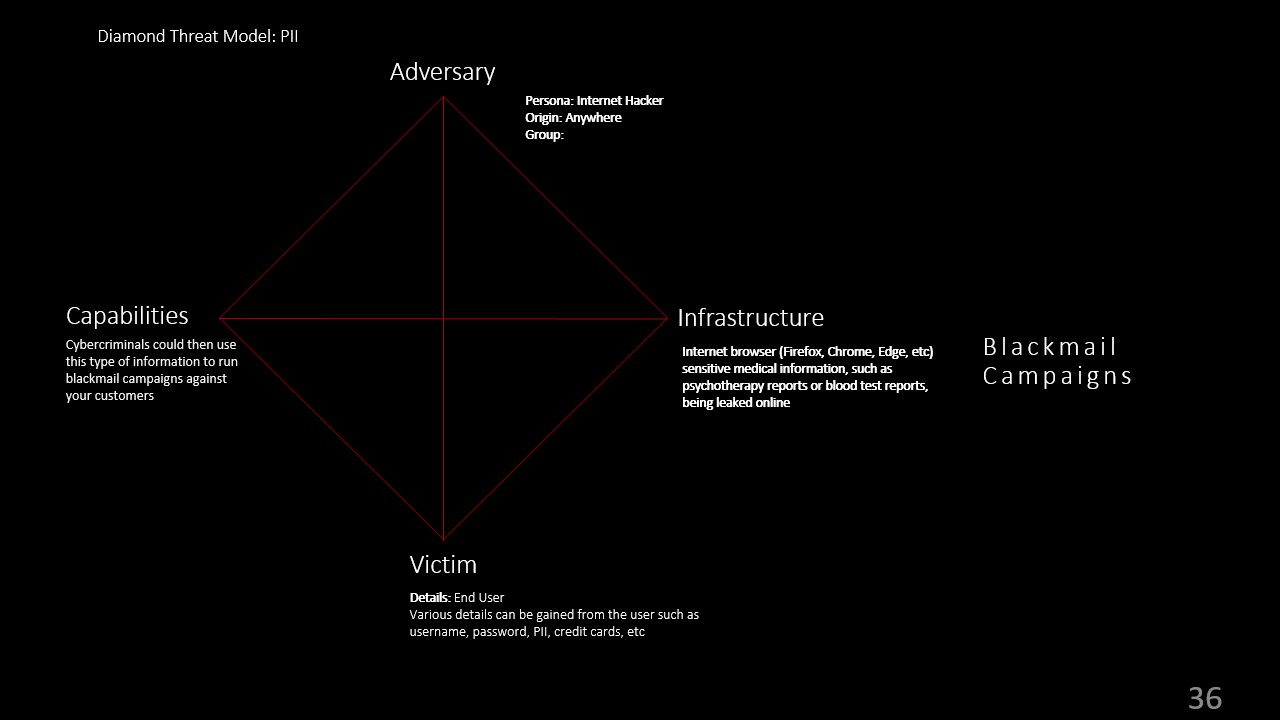 Diamond Threat Model: PII
Adversary
Persona: Internet Hacker
Origin: Anywhere
Group:
Capabilities
Cybercriminals could then use
this type of information to run
blackmail campaigns against
your customers
Infrastructure
Internet browser (Firefox, Chrome, Edge, etc)
sensitive medical information, such as
psychotherapy reports or blood test reports,
being leaked online
Blackmail
Campaigns
Victim
Details: End User
Various details can be gained from the user such as
username, password, PII, credit cards, etc
36